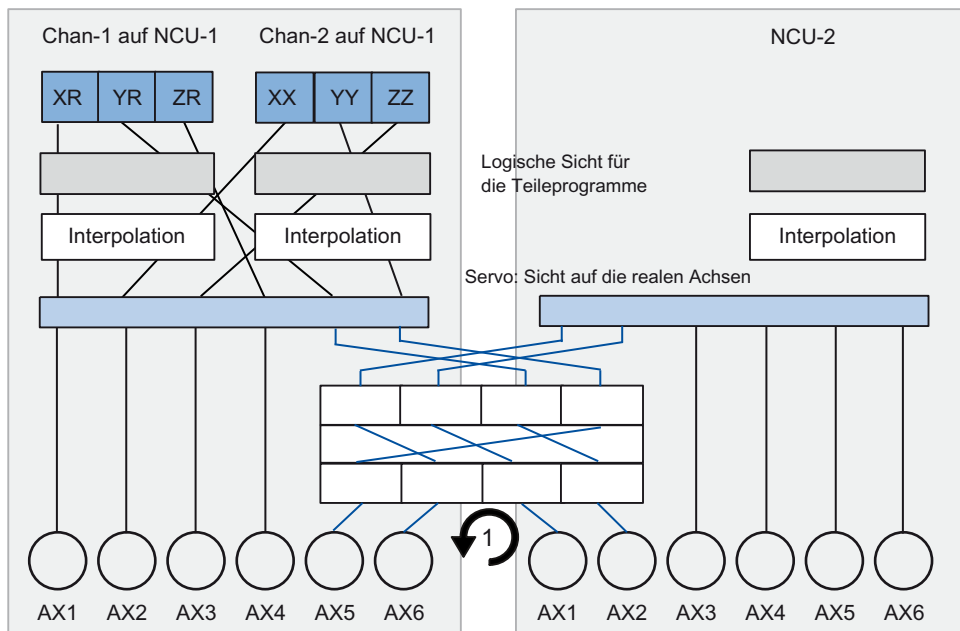 Chan-1 auf NCU-1
Chan-2 auf NCU-1
NCU-2
XR YR ZR
XX YY ZZ
Logische Sicht für
die Teileprogramme
Interpolation
Interpolation
Interpolation
Servo: Sicht auf die realen Achsen
1
AX1 AX2 AX3 AX4 AX5 AX6
AX1 AX2 AX3 AX4 AX5 AX6